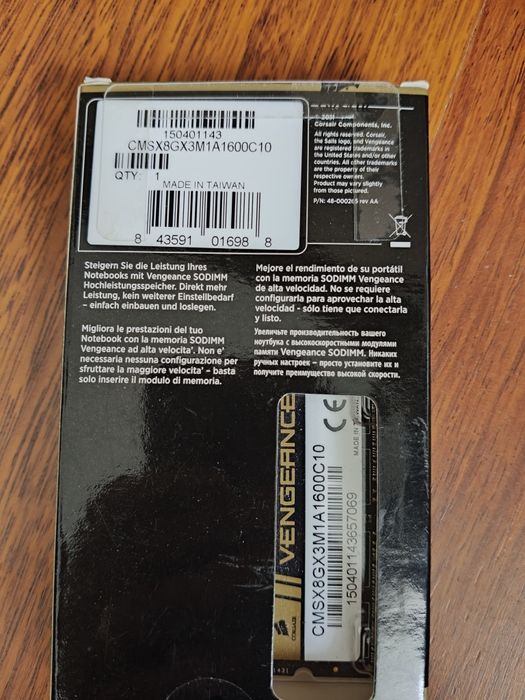 150401143
CMSX8GX3M1A1600C10
QTY: 1
MADE IN TAIWAN
8 43591 01698 8
© 2011
Corsair Components, Inc.
All rights reserved. Corsair,
the Sails logo, and Vengeance
are registered trademarks in
the United States and/or other
countries. All other trademarks
are the property of their
respective owners.
Product may vary slightly
from those pictured.
P/N: 48-000265 rev AA
Steigern Sie die Leistung Ihres
Notebooks mit Vengeance SODIMM
Hochleistungsspeicher. Direkt mehr
Leistung, kein weiterer Einstellbedarf
– einfach einbauen und loslegen.
Mejore el rendimiento de su portátil
con la memoria SODIMM Vengeance
de alta velocidad. No se requiere
configurarla para aprovechar la alta
velocidad - sólo tiene que conectarla
y listo.
Migliora le prestazioni del tuo
Notebook con la memoria SODIMM
Vengeance ad alta velocita'. Non e'
necessaria nessuna configurazione per
sfruttare la maggiore velocita' – basta
solo inserire il modulo di memoria.
Увеличьте производительность вашего
ноутбука с высокоскоростными модулями
памяти Vengeance SODIMM. Никаких
ручных настроек – просто установите их и
получите преимущество высокой скорости.
VENGEANCE
CORSAIR
CE
MADE IN
CMSX8GX3M1A1600C10
150401143657069
1431